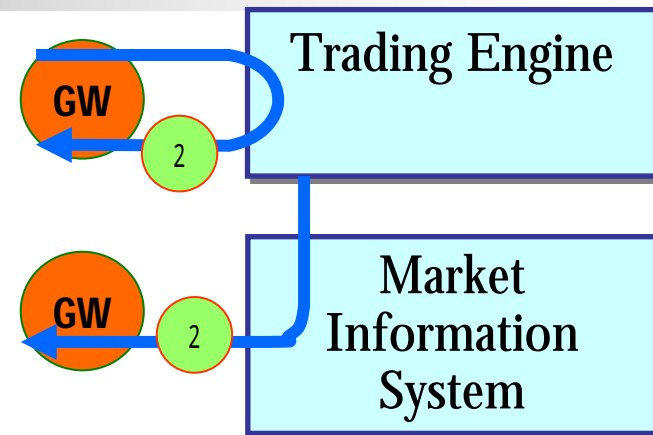 Trading Engine
GW
2
Market
Information
System
GW
2